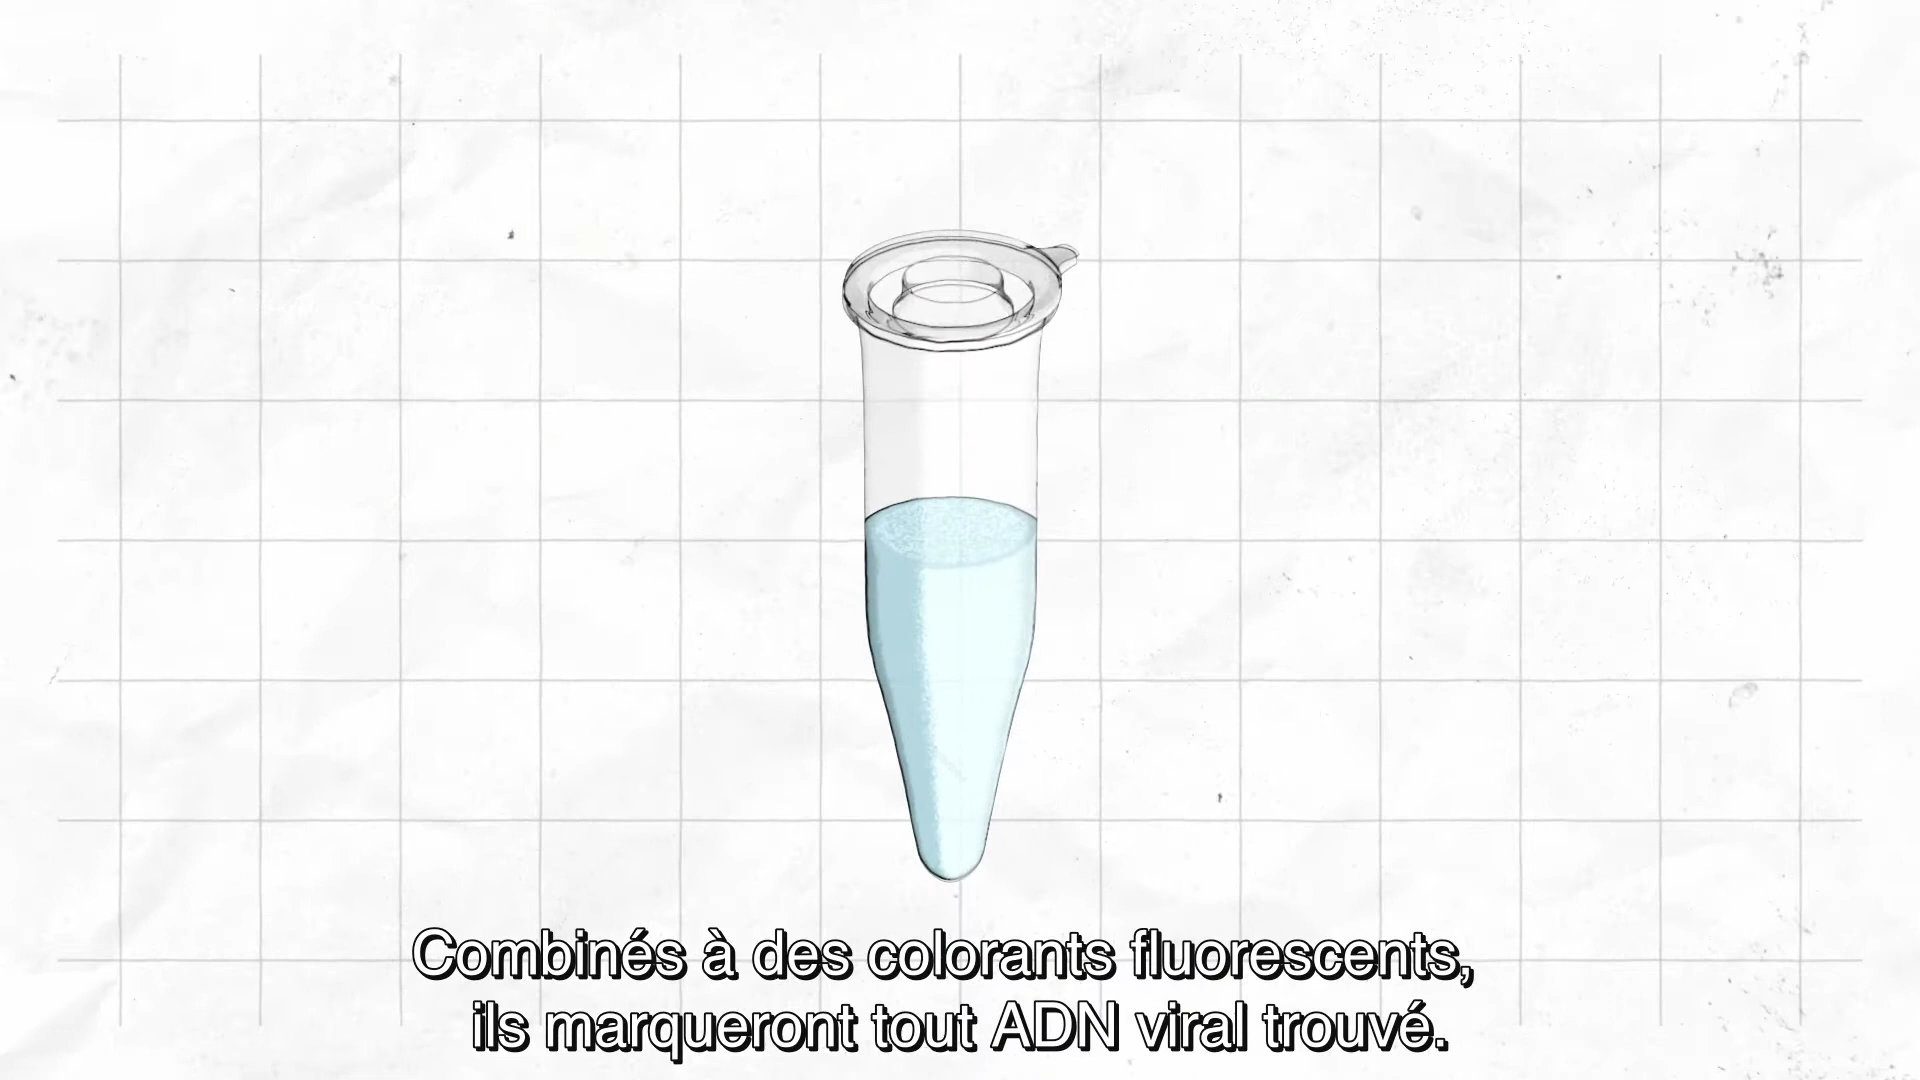 Combinés à des colorants fluorescents,
ils marqueront tout ADN viral trouvé.